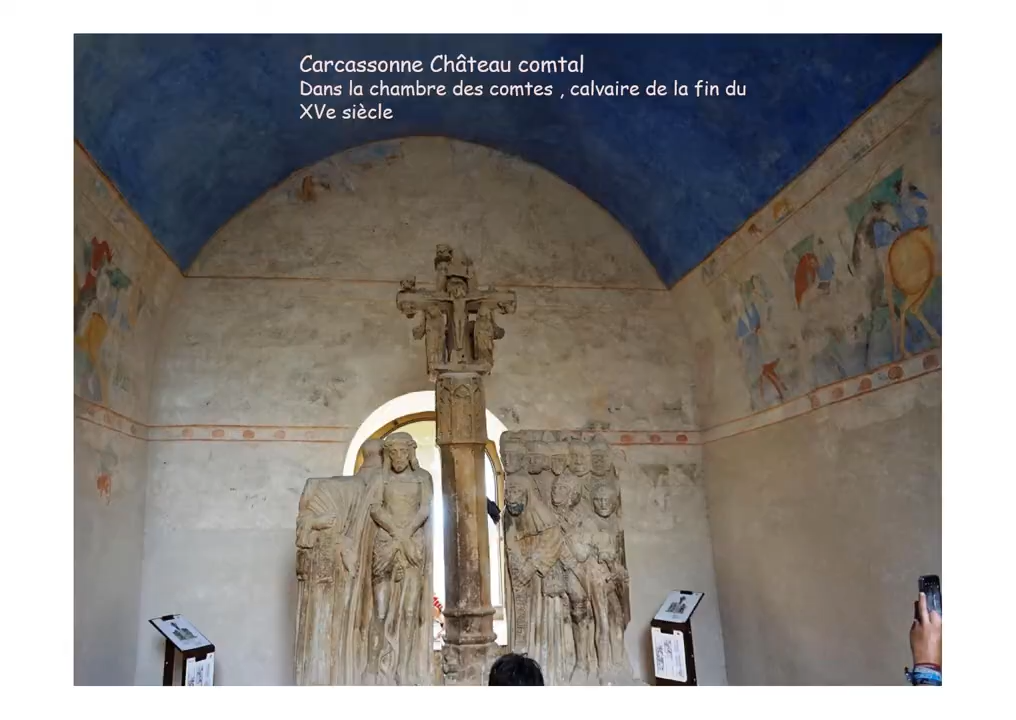 Carcassonne Château comtal
Dans la chambre des comtes , calvaire de la fin du
XVe siècle